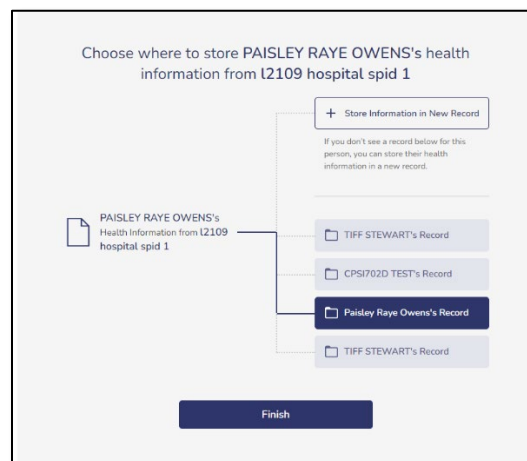 Choose where to store PAISLEY RAYE OWENS's health
information from l2109 hospital spid 1
+ Store Information in New Record
If you don't see a record below for this
person, you can store their health
information in a new record.
PAISLEY RAYE OWENS's
Health Information from l2109
hospital spid 1
TIFF STEWART's Record
CPSI702D TEST's Record
Paisley Raye Owens's Record
TIFF STEWART's Record
Finish